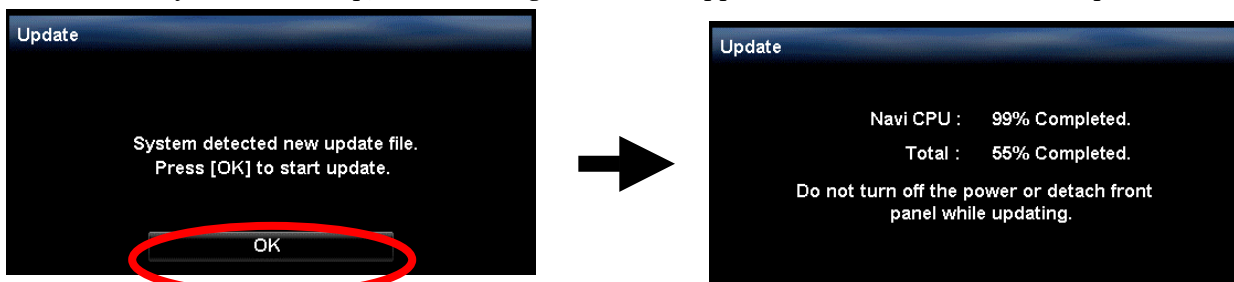 Update
System detected new update file.
Press [OK] to start update.
OK
Update
Navi CPU : 99% Completed.
Total : 55% Completed.
Do not turn off the power or detach front
panel while updating.